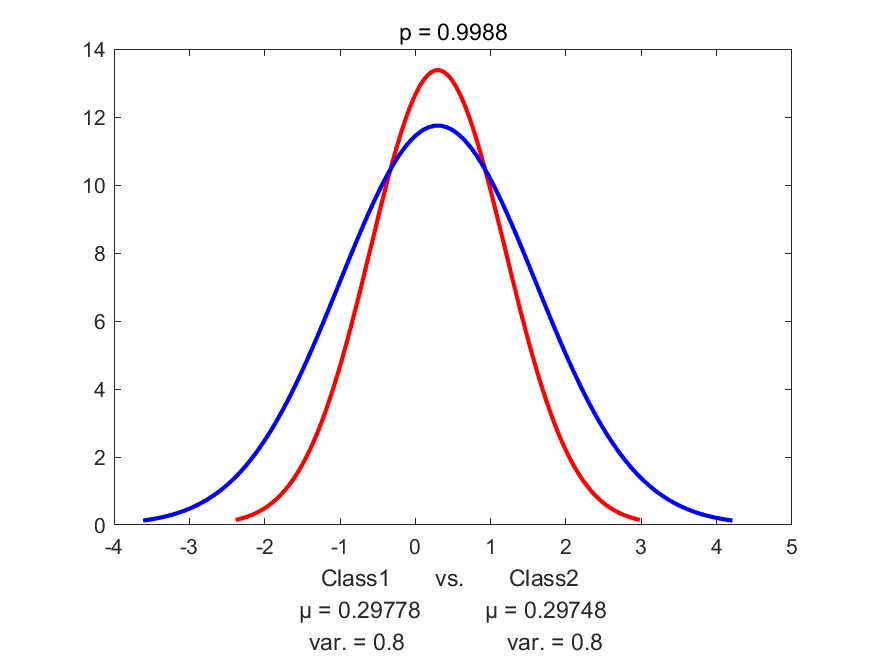 p = 0.9988
14
12
10
8
6
4
2
0
-4 -3 -2 -1 0 1 2 3 4 5
Class1 vs. Class2
μ = 0.29778 μ = 0.29748
var. = 0.8 var. = 0.8